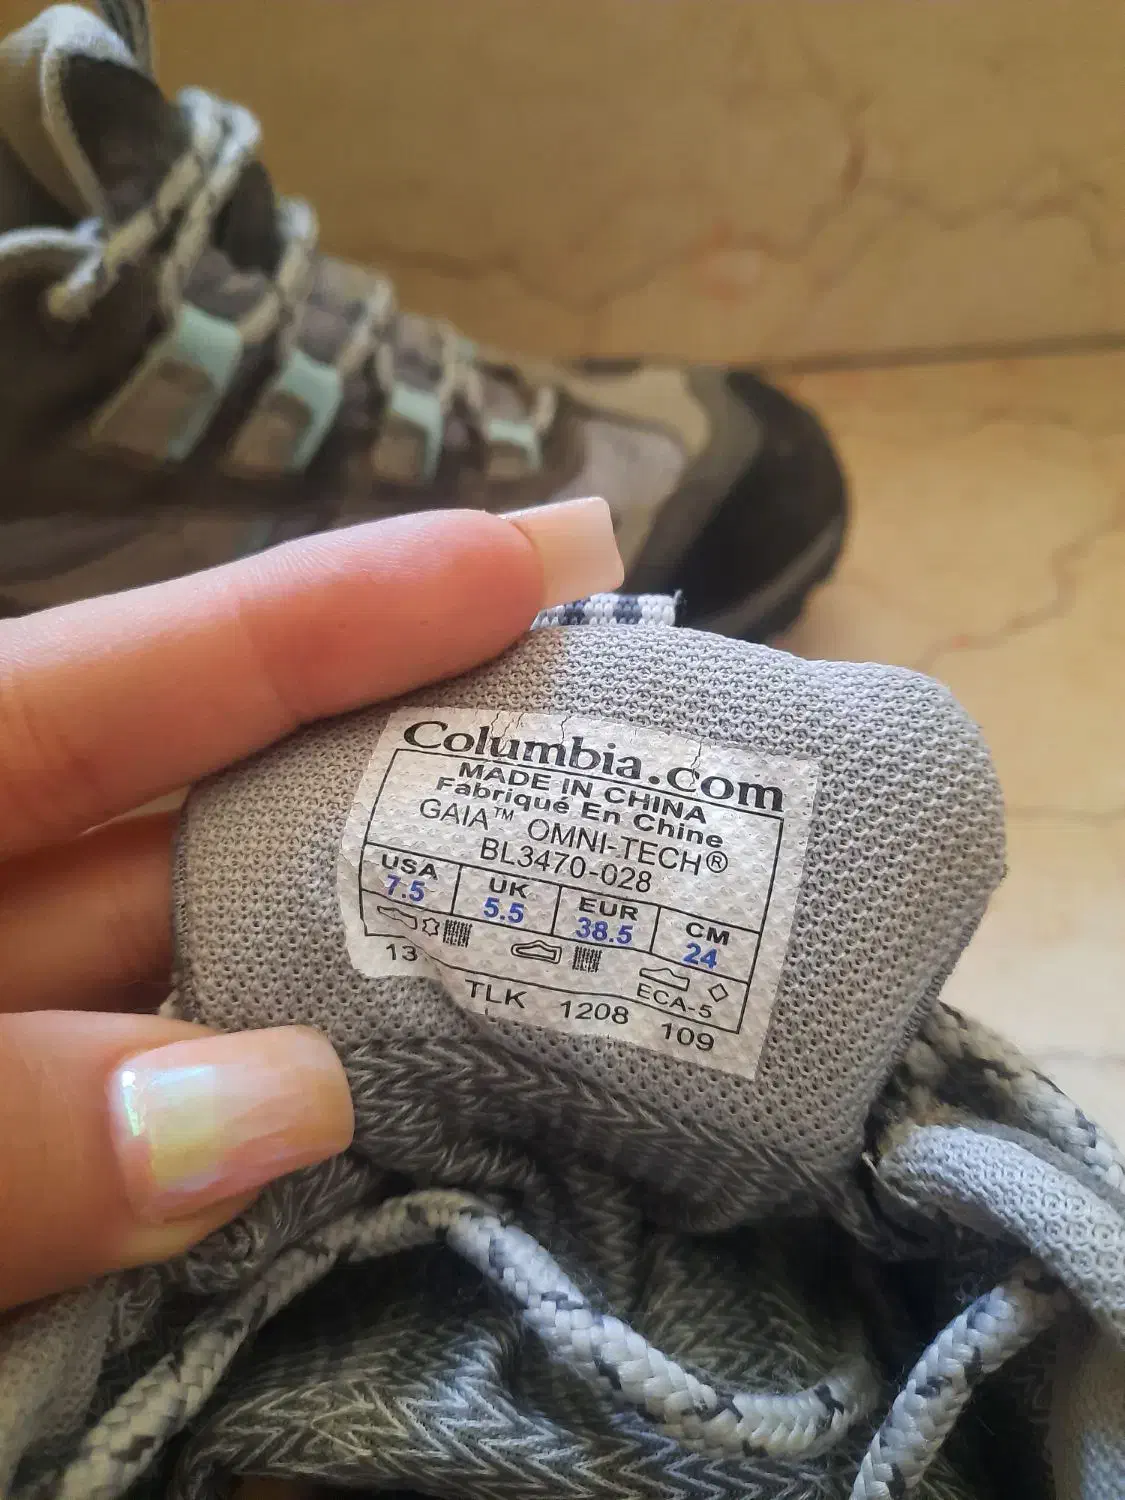 Columbia.com
MADE IN CHINA
Fabriqué En Chine
GAIA™ OMNI-TECH®
BL3470-028
USA UK EUR CM
7.5 5.5 38.5 24
ECA-5
13 TLK 1208 109